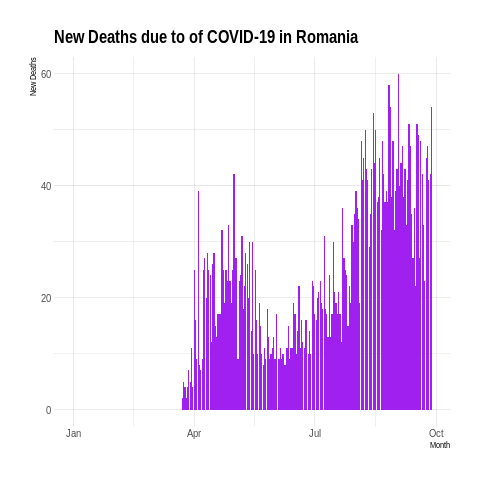 New Deaths due to of COVID-19 in Romania
New Deaths
60
40
20
0
Jan Apr Jul Oct
Month